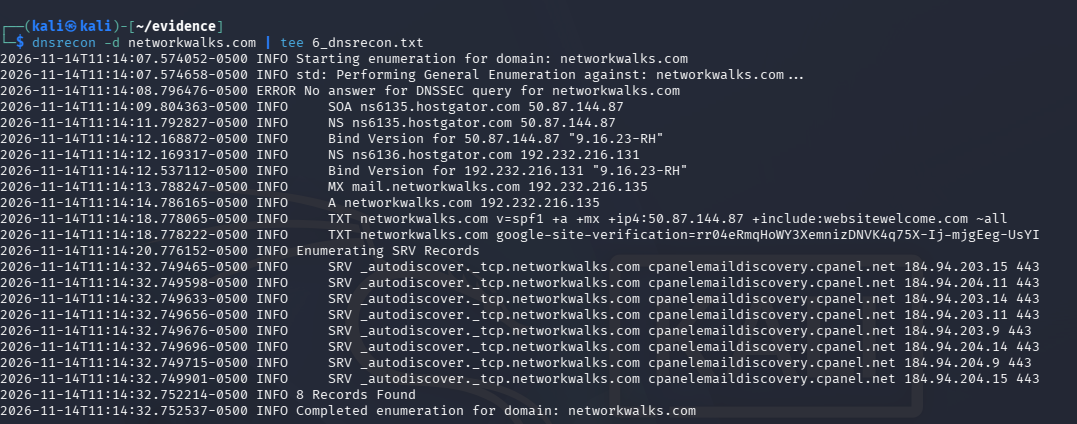 ┌──(kali㉿kali)-[~/evidence]
└─$ dnsrecon -d networkwalks.com | tee 6_dnsrecon.txt
2026-11-14T11:14:07.574052-0500 INFO Starting enumeration for domain: networkwalks.com
2026-11-14T11:14:07.574658-0500 INFO std: Performing General Enumeration against: networkwalks.com...
2026-11-14T11:14:08.796476-0500 ERROR No answer for DNSSEC query for networkwalks.com
2026-11-14T11:14:09.804363-0500 INFO     SOA ns6135.hostgator.com 50.87.144.87
2026-11-14T11:14:11.792827-0500 INFO     NS ns6135.hostgator.com 50.87.144.87
2026-11-14T11:14:12.168872-0500 INFO     Bind Version for 50.87.144.87 "9.16.23-RH"
2026-11-14T11:14:12.169317-0500 INFO     NS ns6136.hostgator.com 192.232.216.131
2026-11-14T11:14:12.537112-0500 INFO     Bind Version for 192.232.216.131 "9.16.23-RH"
2026-11-14T11:14:13.788247-0500 INFO     MX mail.networkwalks.com 192.232.216.135
2026-11-14T11:14:14.786165-0500 INFO     A networkwalks.com 192.232.216.135
2026-11-14T11:14:18.778065-0500 INFO     TXT networkwalks.com v=spf1 +a +mx +ip4:50.87.144.87 +include:websitewelcome.com ~all
2026-11-14T11:14:18.778222-0500 INFO     TXT networkwalks.com google-site-verification=rr04eRmqHoWY3XemnizDNVK4q75X-Ij-mjgEeg-UsYI
2026-11-14T11:14:20.776152-0500 INFO Enumerating SRV Records
2026-11-14T11:14:32.749465-0500 INFO     SRV _autodiscover._tcp.networkwalks.com cpanelemaildiscovery.cpanel.net 184.94.203.15 443
2026-11-14T11:14:32.749598-0500 INFO     SRV _autodiscover._tcp.networkwalks.com cpanelemaildiscovery.cpanel.net 184.94.204.11 443
2026-11-14T11:14:32.749633-0500 INFO     SRV _autodiscover._tcp.networkwalks.com cpanelemaildiscovery.cpanel.net 184.94.203.14 443
2026-11-14T11:14:32.749656-0500 INFO     SRV _autodiscover._tcp.networkwalks.com cpanelemaildiscovery.cpanel.net 184.94.203.11 443
2026-11-14T11:14:32.749676-0500 INFO     SRV _autodiscover._tcp.networkwalks.com cpanelemaildiscovery.cpanel.net 184.94.203.9 443
2026-11-14T11:14:32.749696-0500 INFO     SRV _autodiscover._tcp.networkwalks.com cpanelemaildiscovery.cpanel.net 184.94.204.14 443
2026-11-14T11:14:32.749715-0500 INFO     SRV _autodiscover._tcp.networkwalks.com cpanelemaildiscovery.cpanel.net 184.94.204.9 443
2026-11-14T11:14:32.749901-0500 INFO     SRV _autodiscover._tcp.networkwalks.com cpanelemaildiscovery.cpanel.net 184.94.204.15 443
2026-11-14T11:14:32.752214-0500 INFO 8 Records Found
2026-11-14T11:14:32.752537-0500 INFO Completed enumeration for domain: networkwalks.com